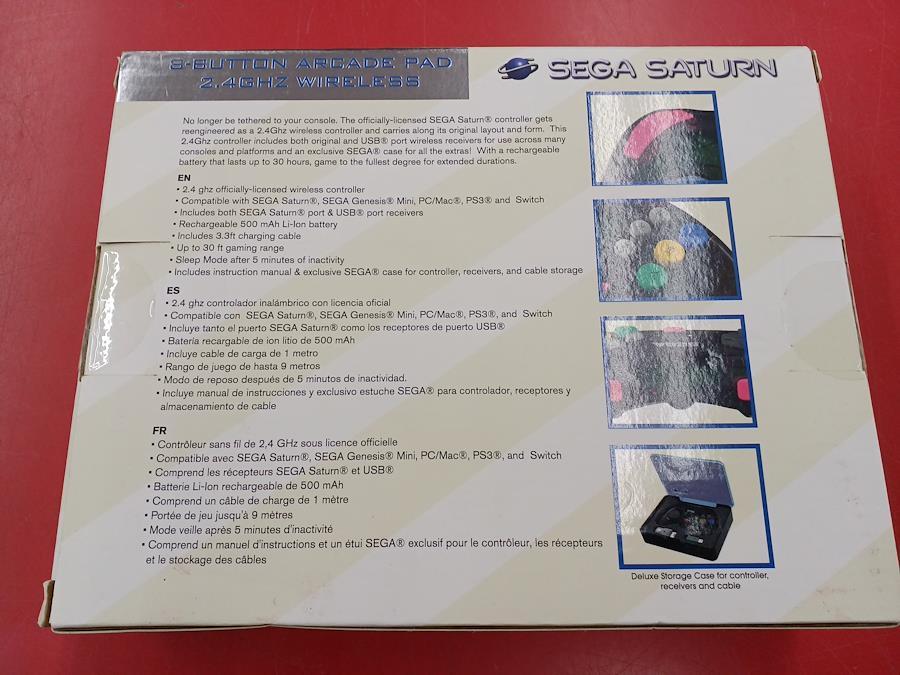 8-BUTTON ARCADE PAD
2.4GHZ WIRELESS
SEGA SATURN
No longer be tethered to your console. The officially-licensed SEGA Saturn® controller gets
reengineered as a 2.4Ghz wireless controller and carries along its original layout and form. This
2.4Ghz controller includes both original and USB® port wireless receivers for use across many
consoles and platforms and an exclusive SEGA® case for all the extras! With a rechargeable
battery that lasts up to 30 hours, game to the fullest degree for extended durations.
EN
• 2.4 ghz officially-licensed wireless controller
• Compatible with SEGA Saturn®, SEGA Genesis® Mini, PC/Mac®, PS3® and Switch
• Includes both SEGA Saturn® port & USB® port receivers
• Rechargeable 500 mAh Li-Ion battery
• Includes 3.3ft charging cable
• Up to 30 ft gaming range
• Sleep Mode after 5 minutes of inactivity
• Includes instruction manual & exclusive SEGA® case for controller, receivers, and cable storage
ES
• 2.4 ghz controlador inalámbrico con licencia oficial
• Compatible con SEGA Saturn®, SEGA Genesis® Mini, PC/Mac®, PS3®, and Switch
• Incluye tanto el puerto SEGA Saturn® como los receptores de puerto USB®
• Batería recargable de ion litio de 500 mAh
• Incluye cable de carga de 1 metro
• Rango de juego de hasta 9 metros
• Modo de reposo después de 5 minutos de inactividad.
• Incluye manual de instrucciones y exclusivo estuche SEGA® para controlador, receptores y
almacenamiento de cable
FR
• Contrôleur sans fil de 2,4 GHz sous licence officielle
• Compatible avec SEGA Saturn®, SEGA Genesis® Mini, PC/Mac®, PS3®, and Switch
• Comprend les récepteurs SEGA Saturn® et USB®
• Batterie Li-Ion rechargeable de 500 mAh
• Comprend un câble de charge de 1 mètre
• Portée de jeu jusqu'à 9 mètres
• Mode veille après 5 minutes d'inactivité
• Comprend un manuel d'instructions et un étui SEGA® exclusif pour le contrôleur, les récepteurs
et le stockage des câbles
Deluxe Storage Case for controller,
receivers and cable